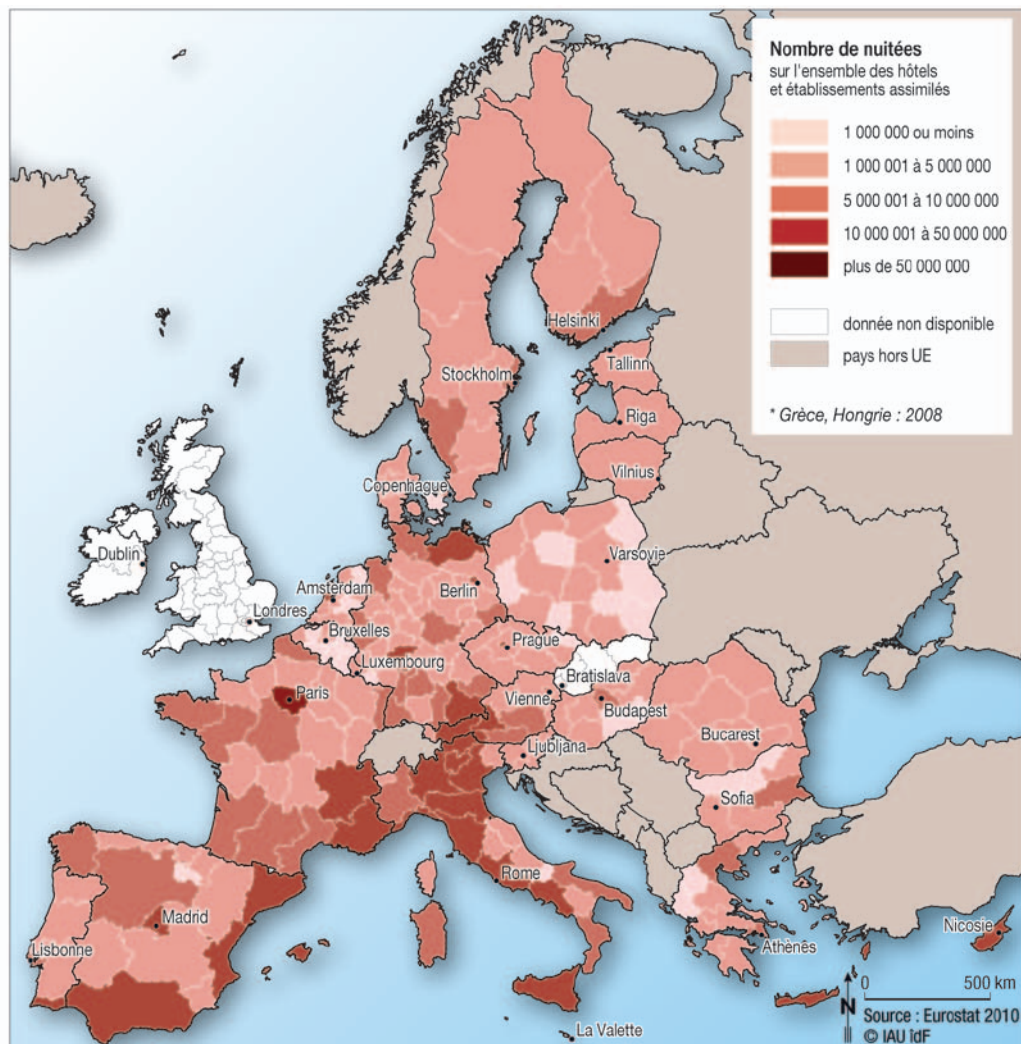 Nombre de nuitées
sur l'ensemble des hôtels
et établissements assimilés
1 000 000 ou moins
1 000 001 à 5 000 000
5 000 001 à 10 000 000
10 000 001 à 50 000 000
plus de 50 000 000
donnée non disponible
pays hors UE
* Grèce, Hongrie : 2008
Helsinki
Tallinn
Stockholm
Riga
Vilnius
Copenhague
Dublin
Varsovie
Amsterdam
Berlin
Londres
Bruxelles
Prague
Luxembourg
Bratislava
Paris
Vienne
Budapest
Bucarest
Ljubljana
Sofia
Rome
Madrid
Nicosie
Lisbonne
Athènes
0 500 km
N
Source : Eurostat 2010
© IAU îdF
La Valette